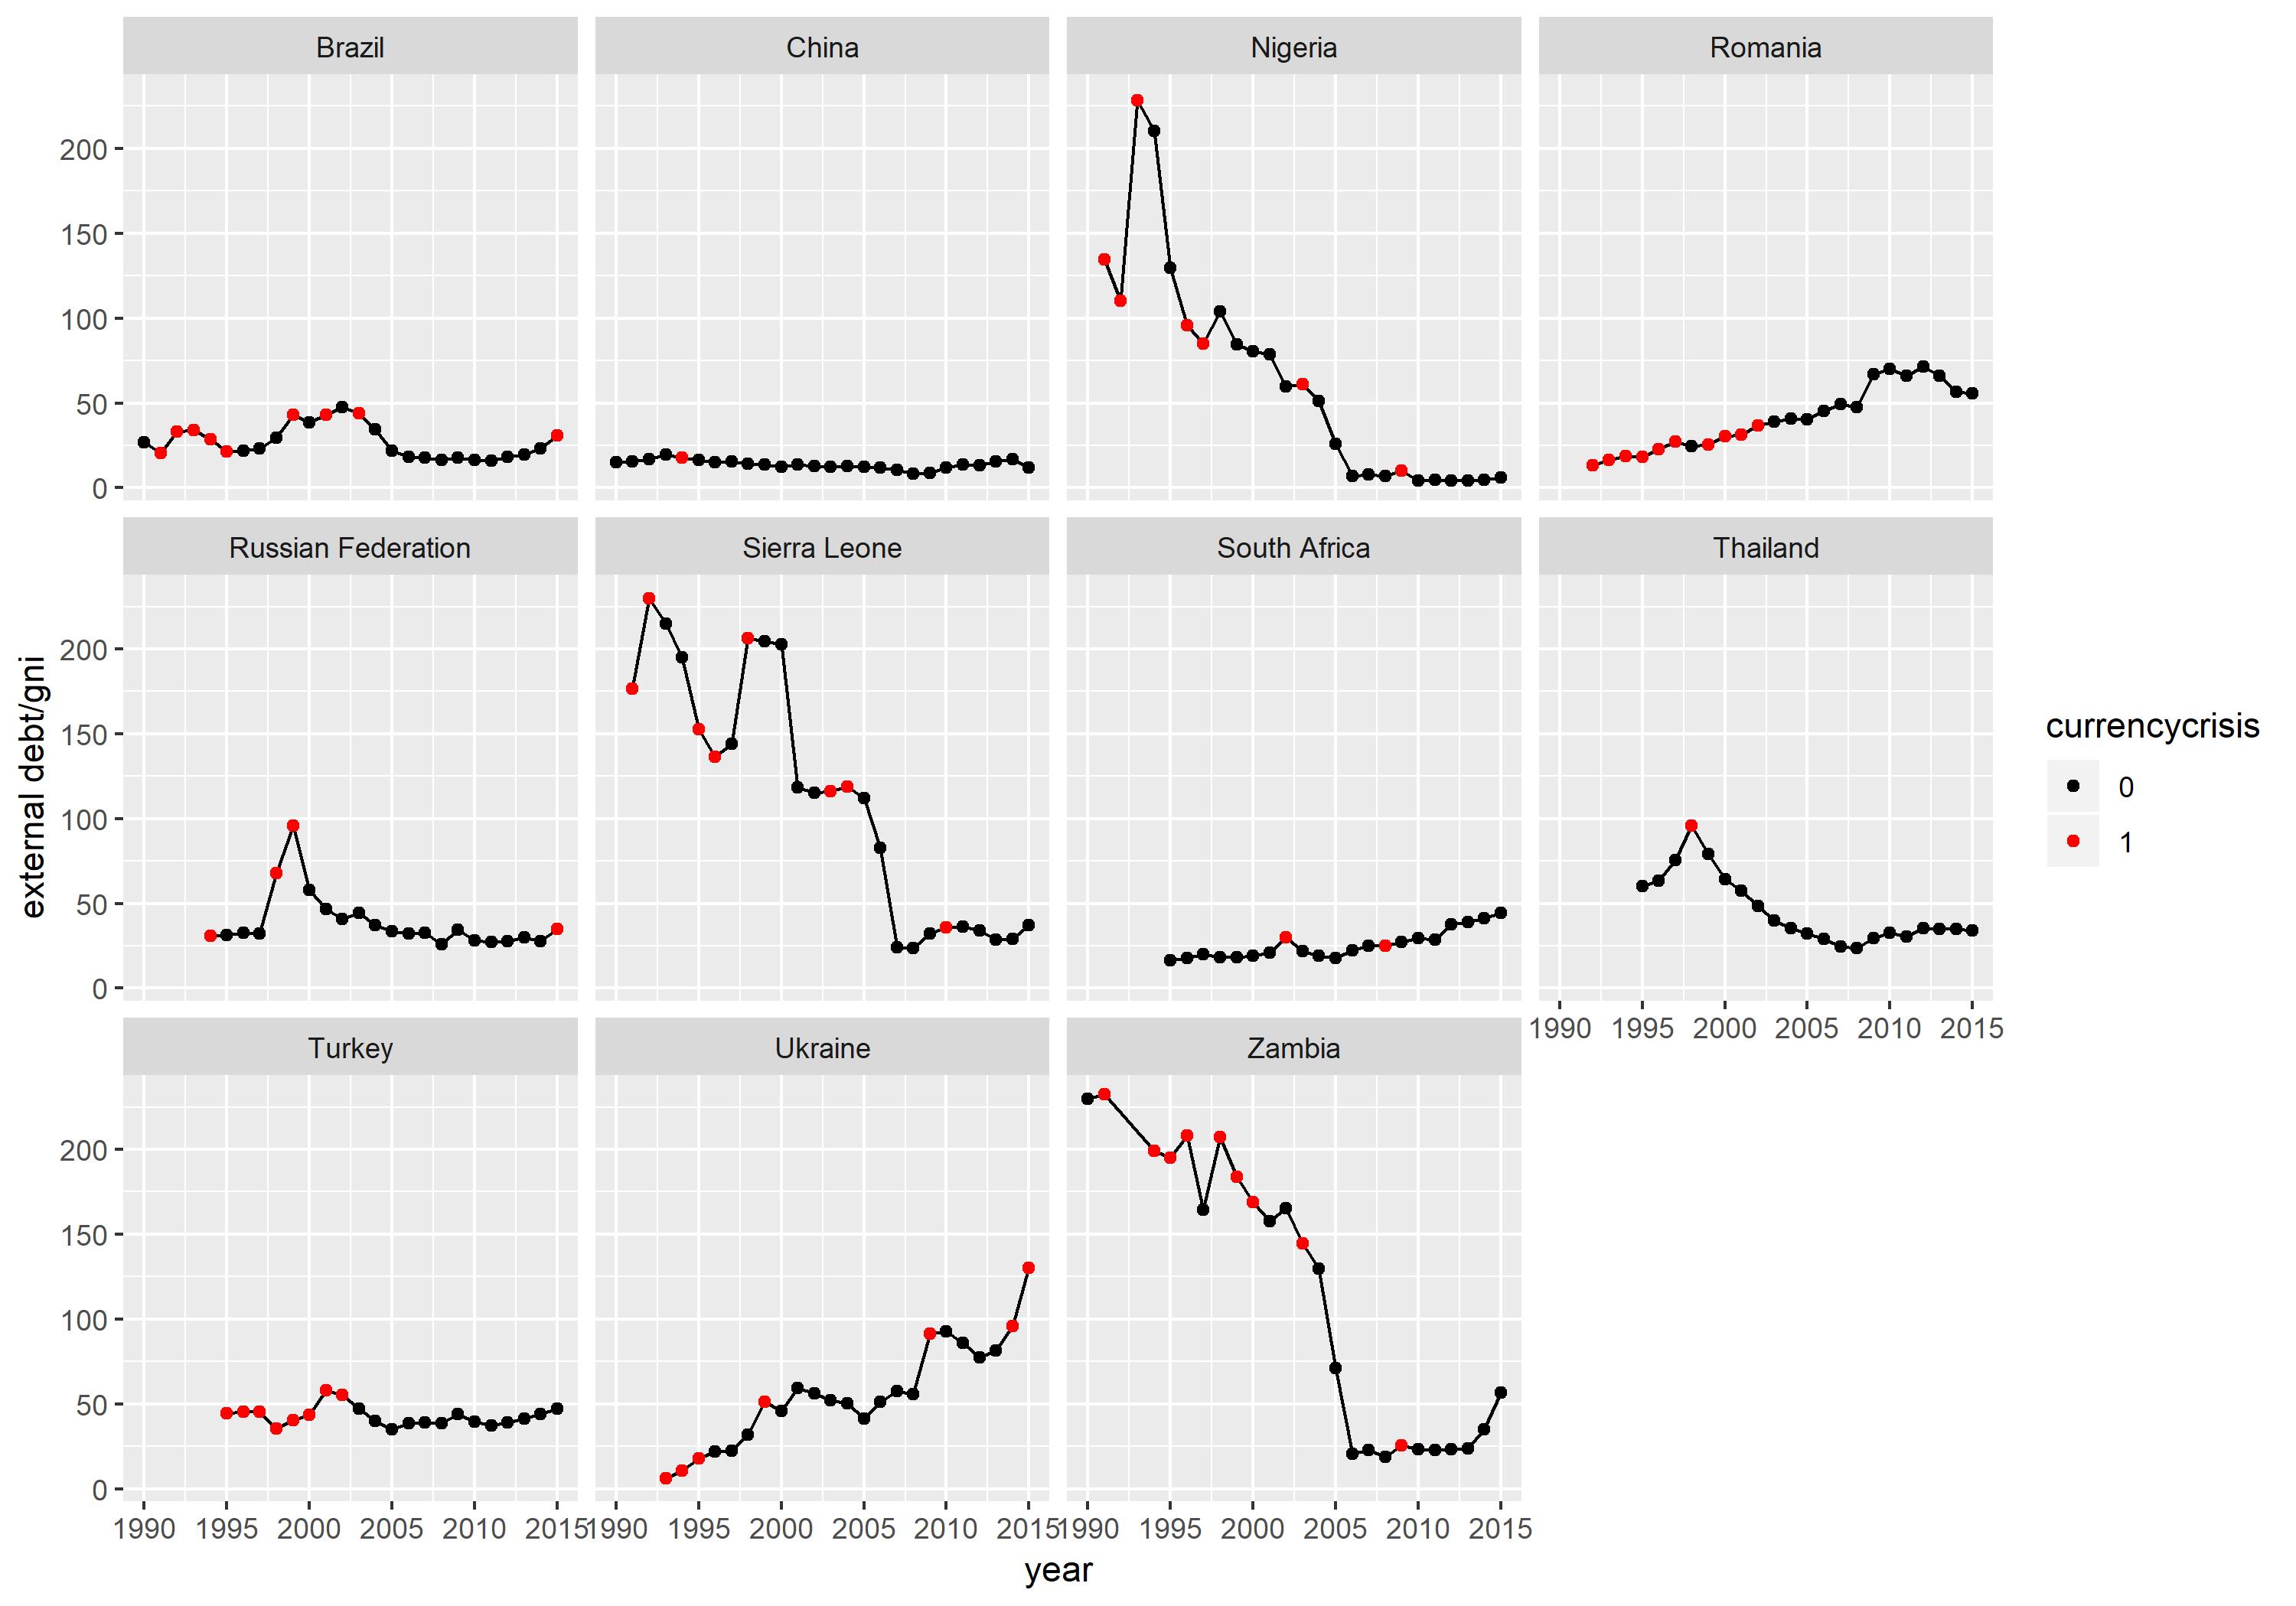 Brazil
China
Nigeria
Romania
200
150
100
50
0
Russian Federation
Sierra Leone
South Africa
Thailand
200
150
100
50
0
1990 1995 2000 2005 2010 2015
Turkey
Ukraine
Zambia
200
150
100
50
0
1990 1995 2000 2005 2010 2015
1990 1995 2000 2005 2010 2015
1990 1995 2000 2005 2010 2015
year
external debt/gni
currencycrisis
0
1